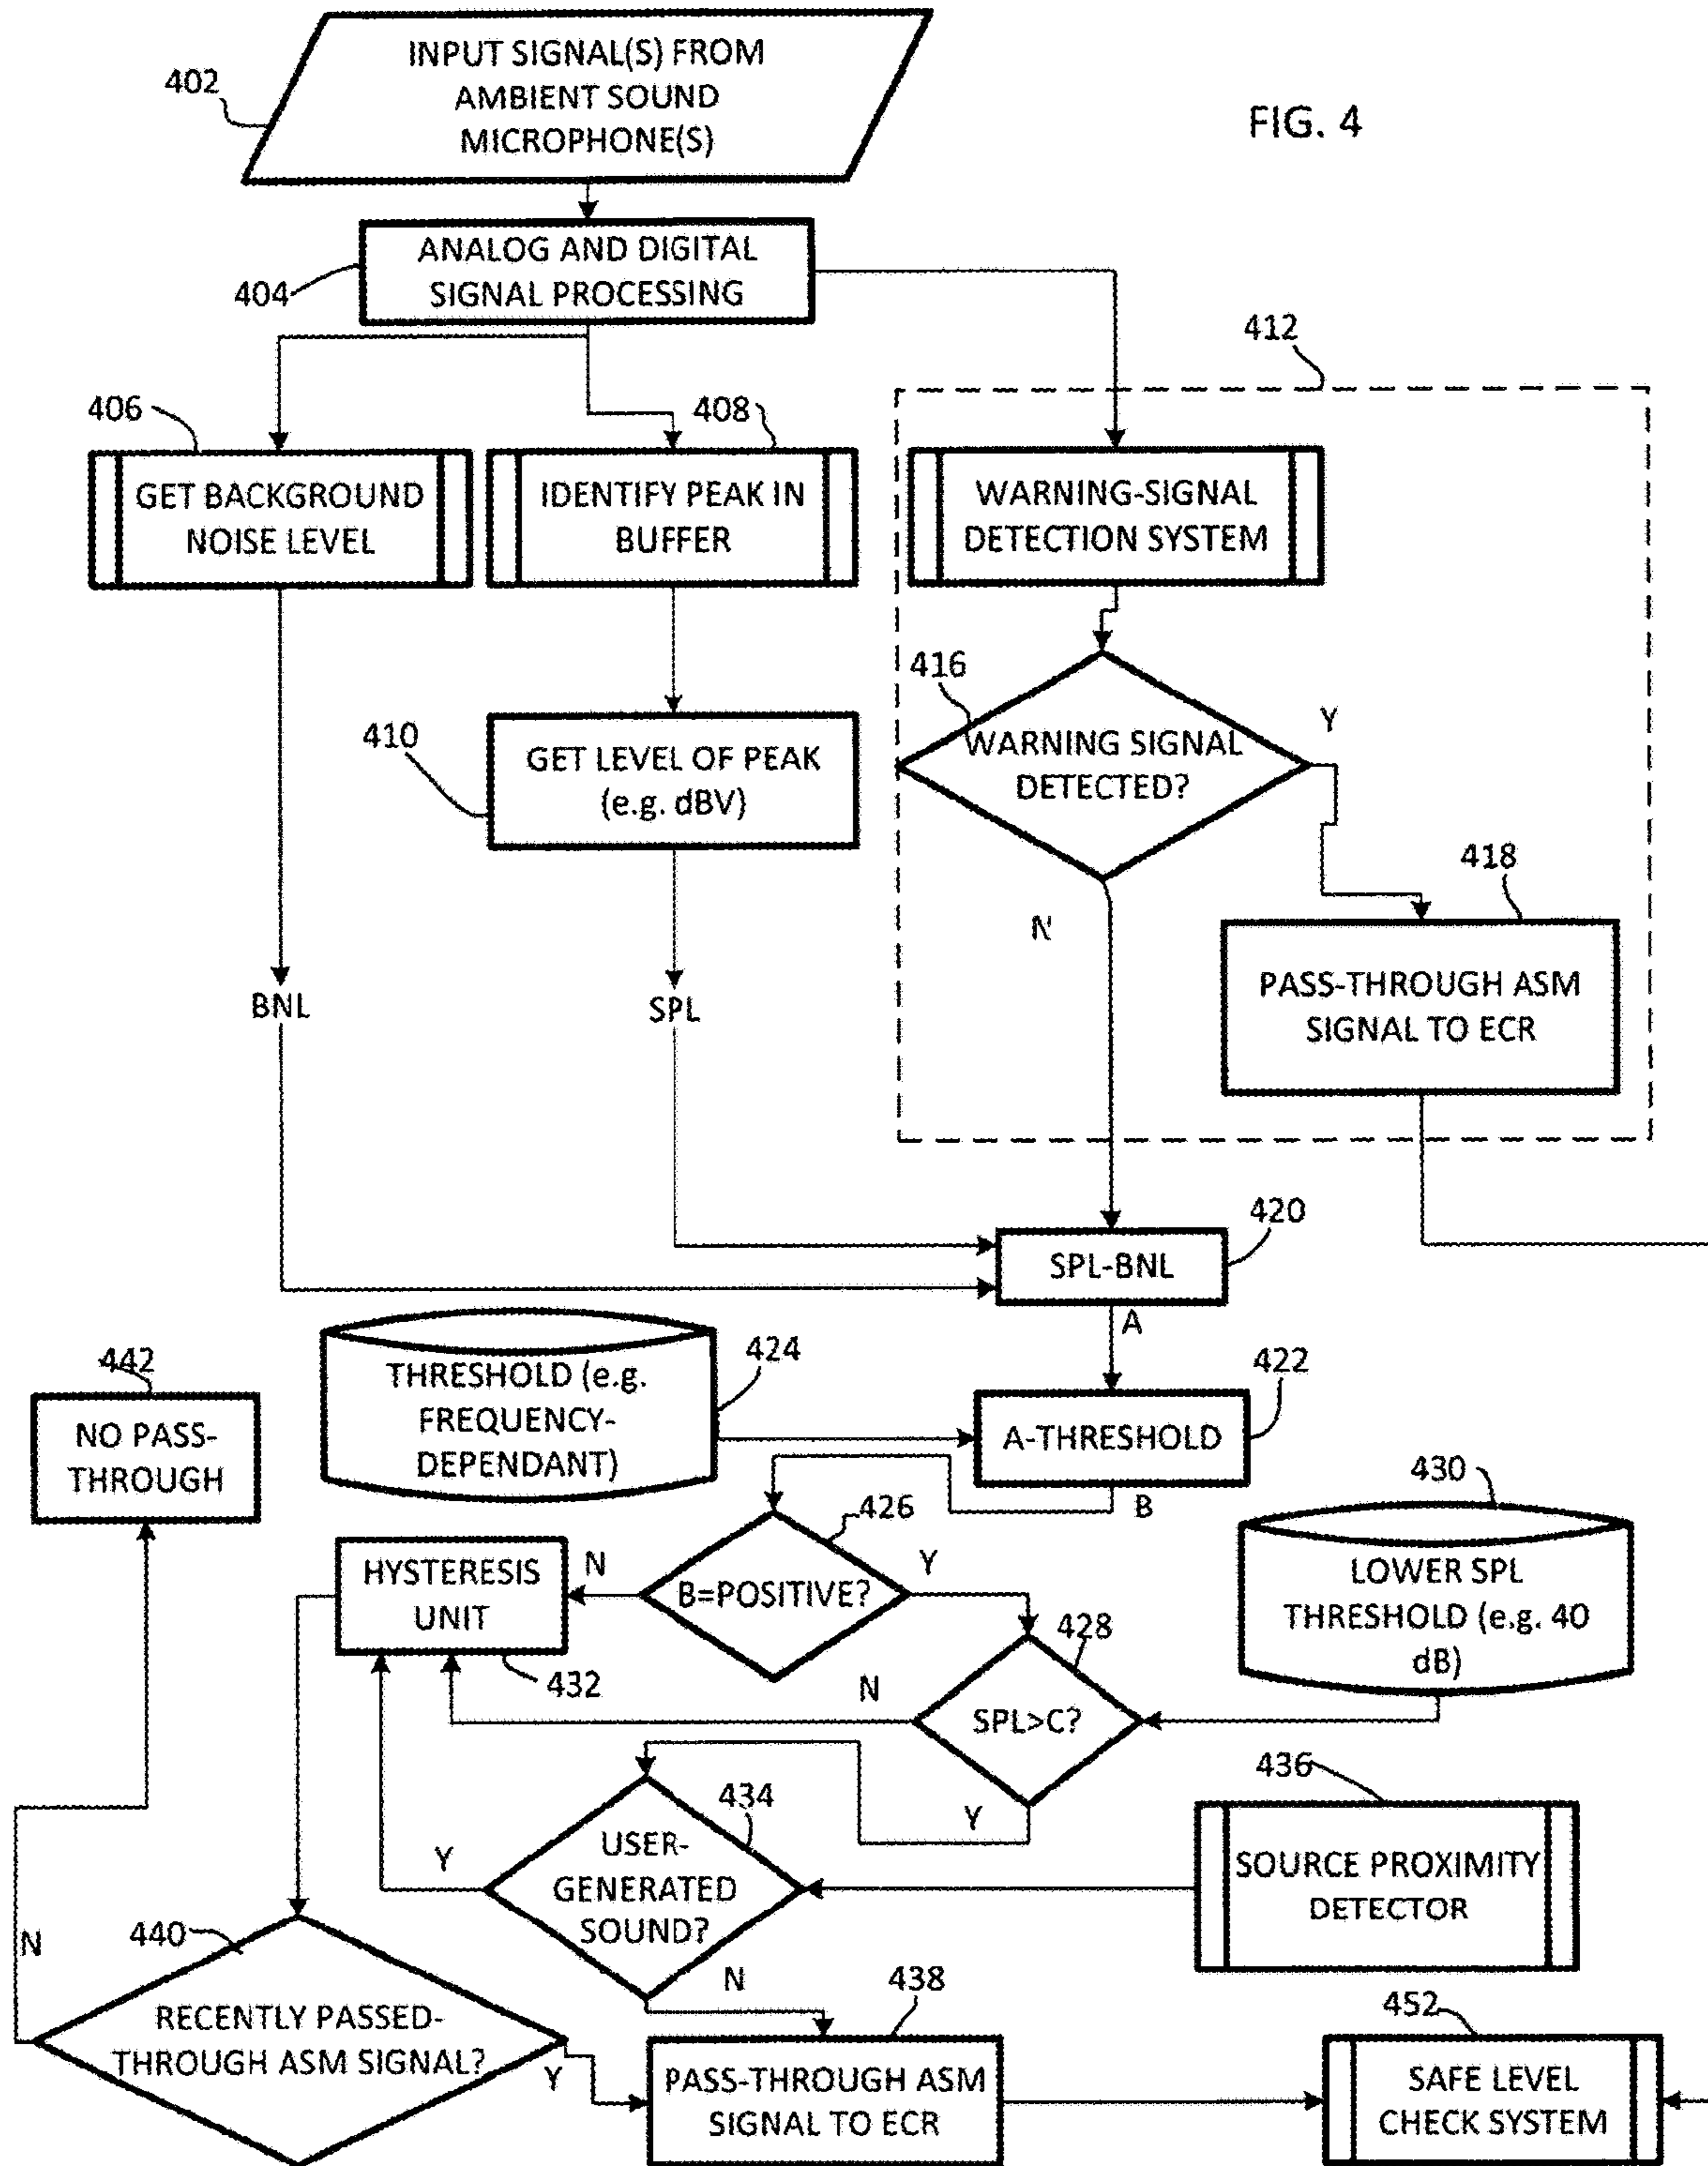 INPUT SIGNAL(S) FROM
AMBIENT SOUND
MICROPHONE(S)
402
FIG. 4
ANALOG AND DIGITAL
SIGNAL PROCESSING
404
412
406
408
GET BACKGROUND
NOISE LEVEL
IDENTIFY PEAK IN
BUFFER
WARNING-SIGNAL
DETECTION SYSTEM
416
WARNING SIGNAL
DETECTED?
Y
N
410
GET LEVEL OF PEAK
(e.g. dBV)
418
PASS-THROUGH ASM
SIGNAL TO ECR
BNL
SPL
420
SPL-BNL
A
442
NO PASS-
THROUGH
THRESHOLD (e.g.
FREQUENCY-
DEPENDANT)
424
422
A-THRESHOLD
B
430
LOWER SPL
THRESHOLD (e.g. 40
dB)
426
B=POSITIVE?
N
Y
HYSTERESIS
UNIT
432
428
SPL>C?
N
Y
434
USER-
GENERATED
SOUND?
Y
N
436
SOURCE PROXIMITY
DETECTOR
440
RECENTLY PASSED-
THROUGH ASM SIGNAL?
N
Y
438
PASS-THROUGH ASM
SIGNAL TO ECR
452
SAFE LEVEL
CHECK SYSTEM